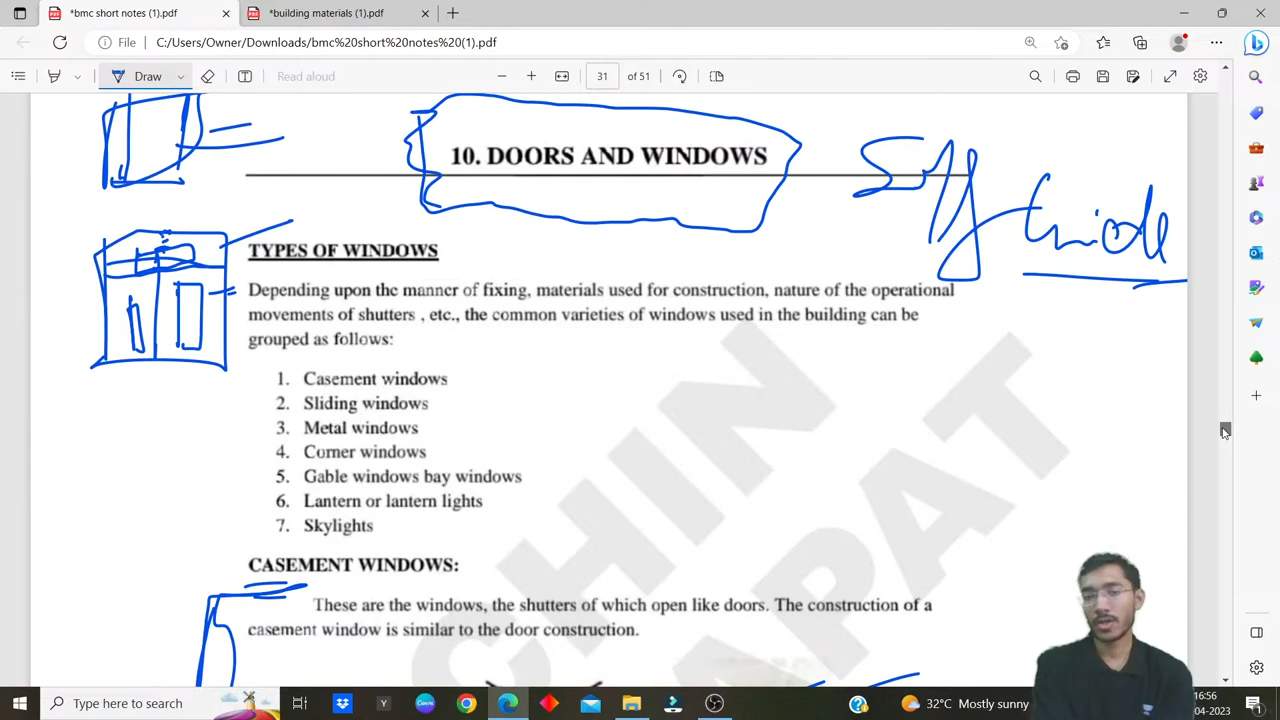 *bmc short notes (1).pdf
*building materials (1).pdf
File
C:/Users/Owner/Downloads/bmc%20short%20notes%20(1).pdf
Draw
Read aloud
31
of 51
10. DOORS AND WINDOWS
TYPES OF WINDOWS
Depending upon the manner of fixing, materials used for construction, nature of the operational
movements of shutters , etc., the common varieties of windows used in the building can be
grouped as follows:
1. Casement windows
2. Sliding windows
3. Metal windows
4. Corner windows
5. Gable windows bay windows
6. Lantern or lantern lights
7. Skylights
CASEMENT WINDOWS:
These are the windows, the shutters of which open like doors. The construction of a
casement window is similar to the door construction.
Type here to search
32°C Mostly sunny
16:56
04-2023